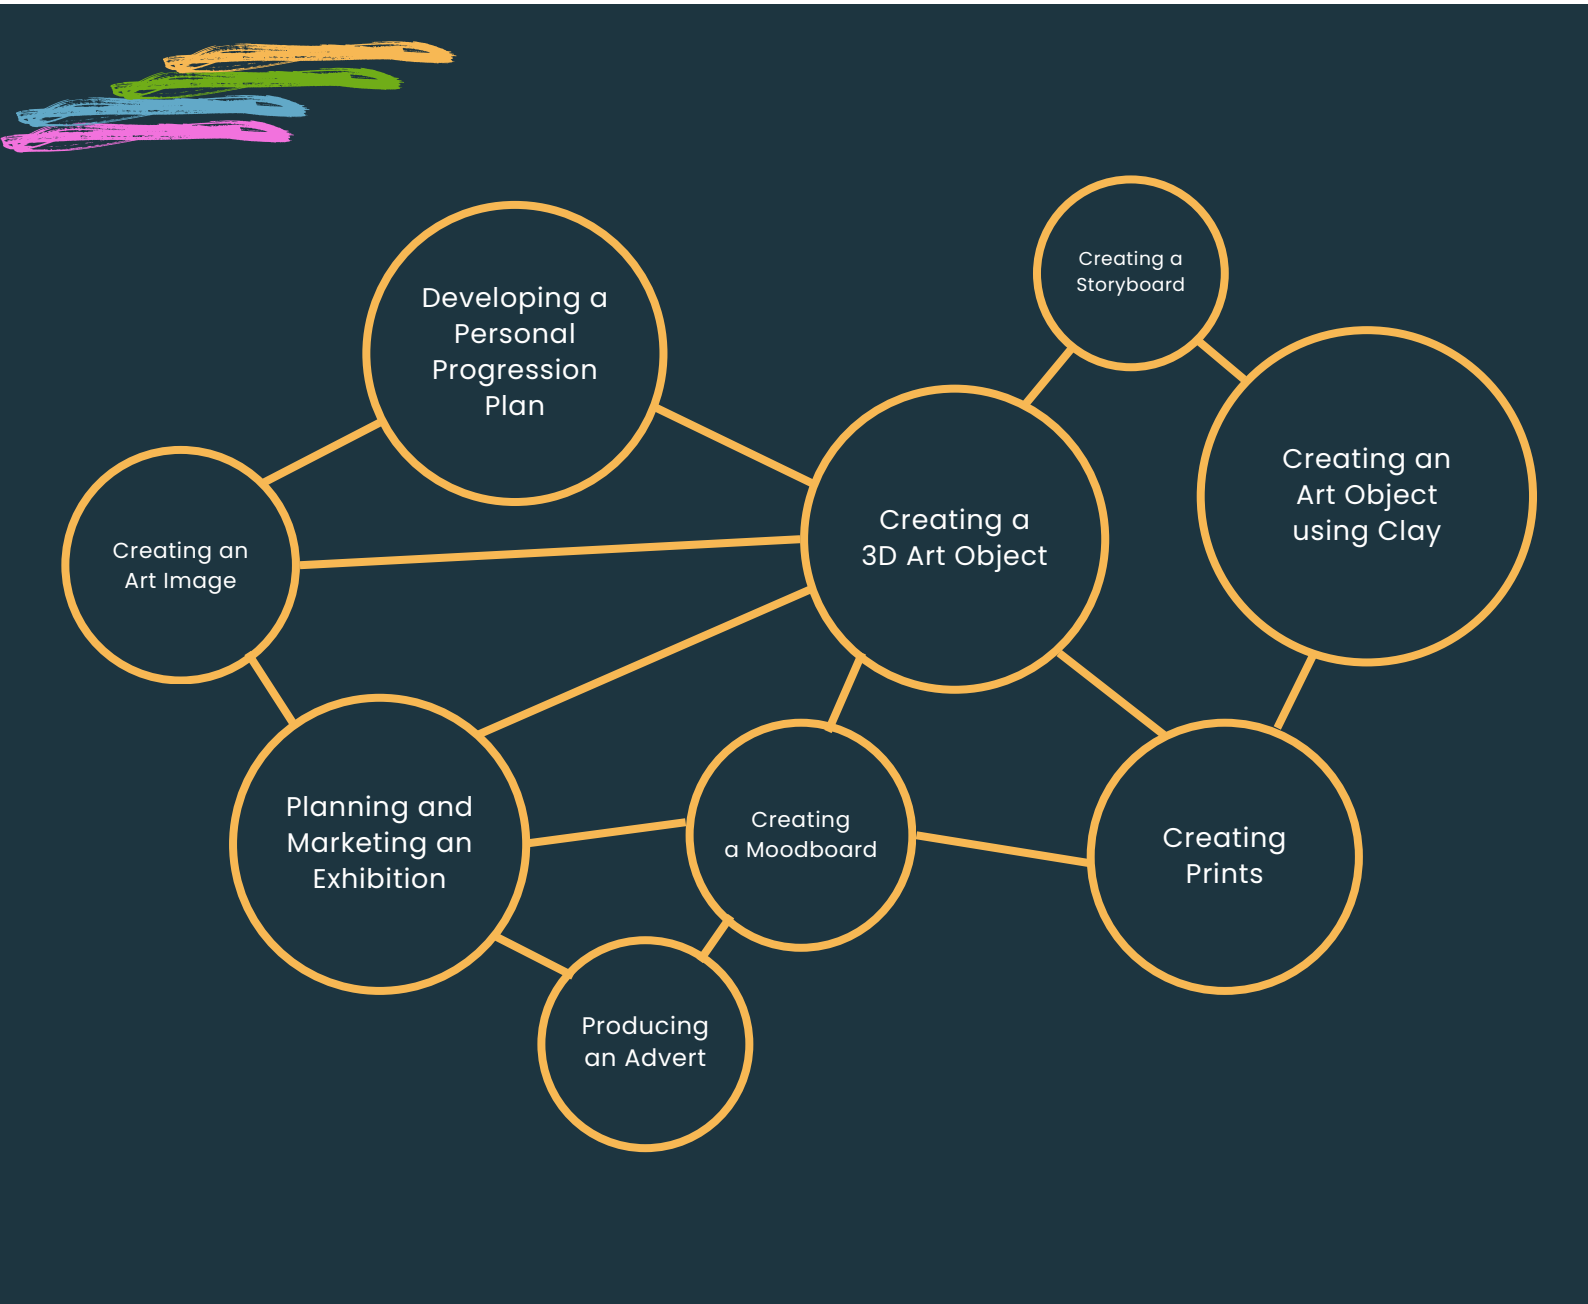 Creating a
Storyboard
Developing a
Personal
Progression
Plan
Creating an
Art Object
using Clay
Creating a
3D Art Object
Creating an
Art Image
Planning and
Marketing an
Exhibition
Creating
a Moodboard
Creating
Prints
Producing
an Advert